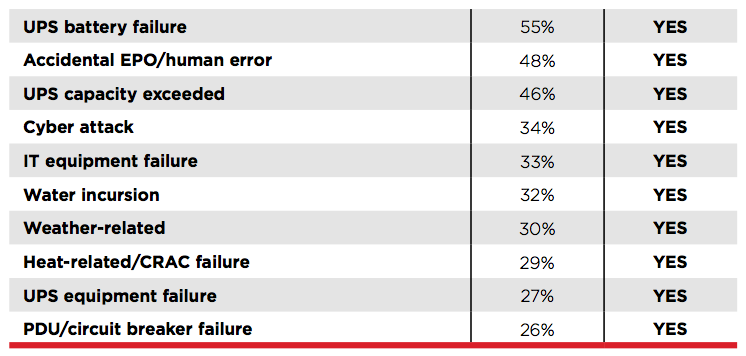 UPS battery failure 55% YES
Accidental EPO/human error 48% YES
UPS capacity exceeded 46% YES
Cyber attack 34% YES
IT equipment failure 33% YES
Water incursion 32% YES
Weather-related 30% YES
Heat-related/CRAC failure 29% YES
UPS equipment failure 27% YES
PDU/circuit breaker failure 26% YES